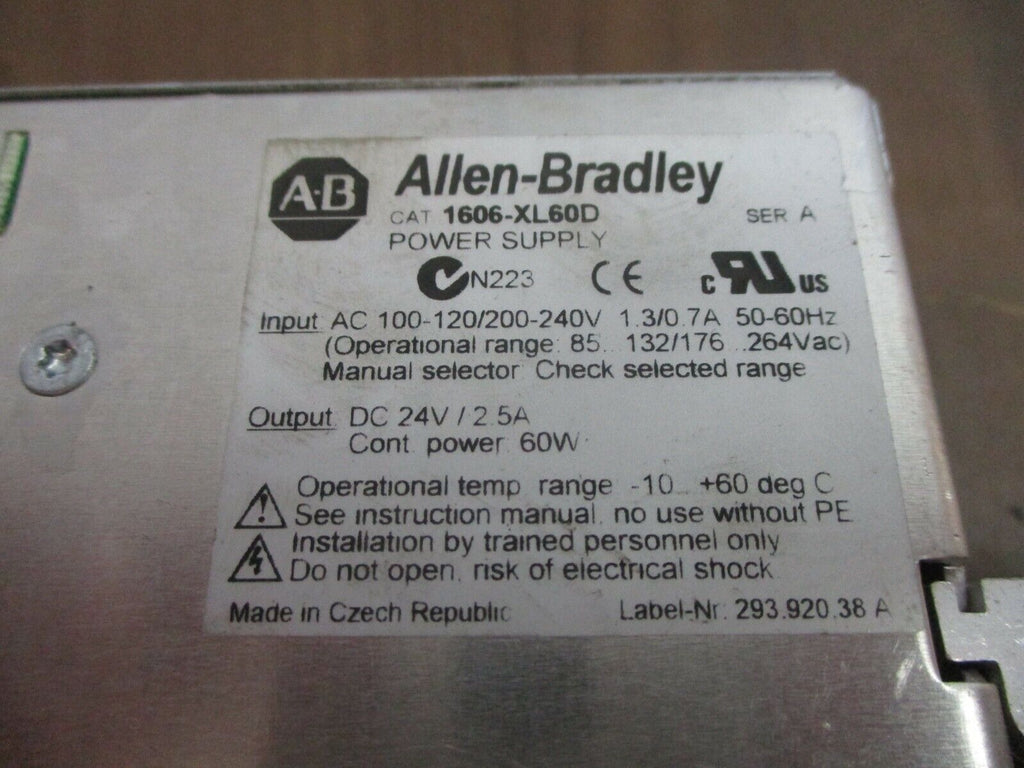 A·B Allen-Bradley
CAT 1606-XL60D SER A
POWER SUPPLY
N223 CE c RU US
Input: AC 100-120/200-240V 1.3/0.7A 50-60Hz
(Operational range: 85...132/176...264Vac)
Manual selector: Check selected range
Output: DC 24V / 2.5A
Cont. power: 60W
Operational temp. range -10... +60 deg C
See instruction manual, no use without PE
Installation by trained personnel only
Do not open, risk of electrical shock
Made in Czech Republic Label-Nr. 293.920.38 A